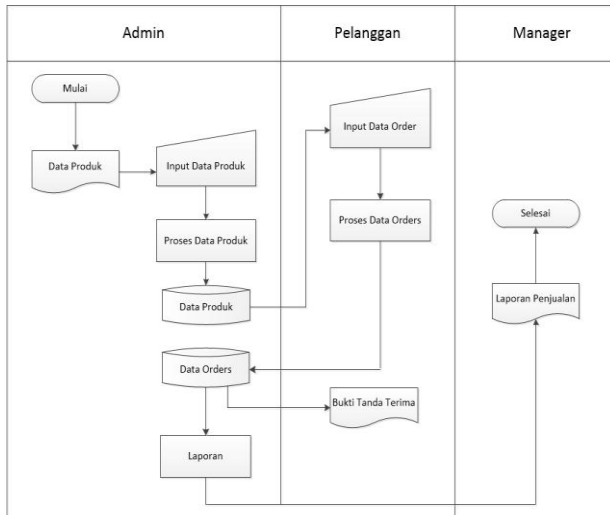 Admin
Pelanggan
Manager
Mulai
Data Produk
Input Data Produk
Proses Data Produk
Data Produk
Input Data Order
Proses Data Orders
Data Orders
Bukti Tanda Terima
Laporan
Laporan Penjualan
Selesai